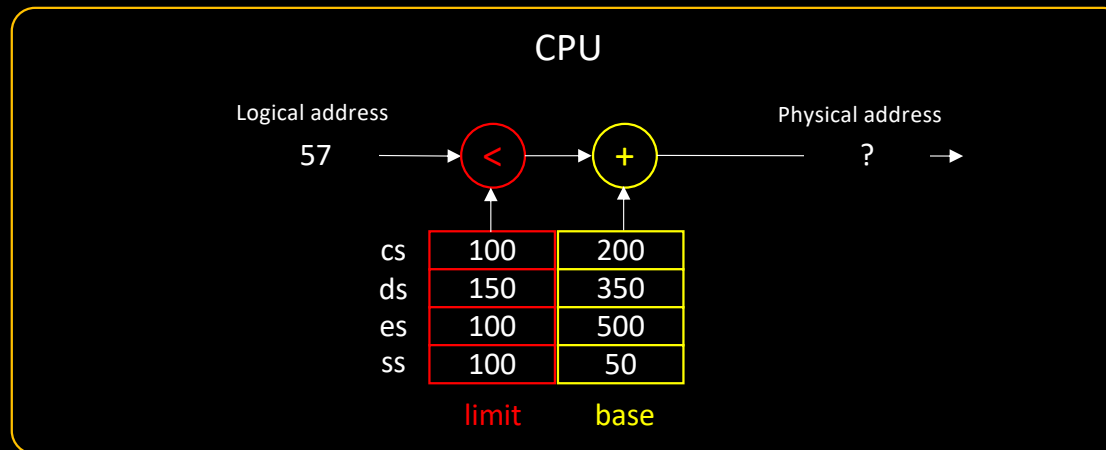 CPU
Logical address
Physical address
57
<
+
?
cs 100 200
ds 150 350
es 100 500
ss 100 50
limit base